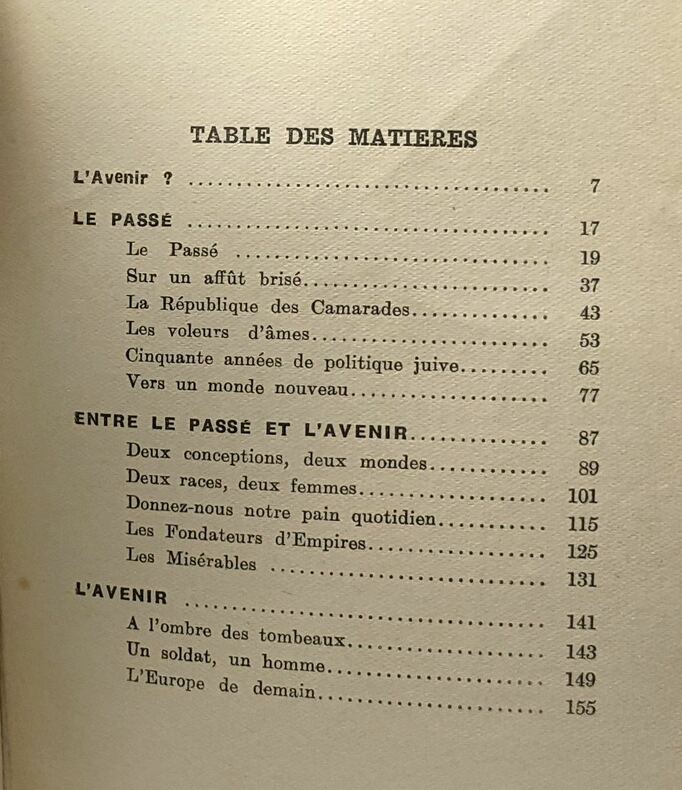 TABLE DES MATIERES
L'Avenir ? ........................................ 7
LE PASSÉ ........................................ 17
Le Passé ................................... 19
Sur un affût brisé........................... 37
La République des Camarades............... 43
Les voleurs d'âmes.......................... 53
Cinquante années de politique juive......... 65
Vers un monde nouveau...................... 77
ENTRE LE PASSÉ ET L'AVENIR............... 87
Deux conceptions, deux mondes............. 89
Deux races, deux femmes.................... 101
Donnez-nous notre pain quotidien........... 115
Les Fondateurs d'Empires.................. 125
Les Misérables .............................. 131
L'AVENIR ........................................ 141
A l'ombre des tombeaux...................... 143
Un soldat, un homme........................ 149
L'Europe de demain......................... 155